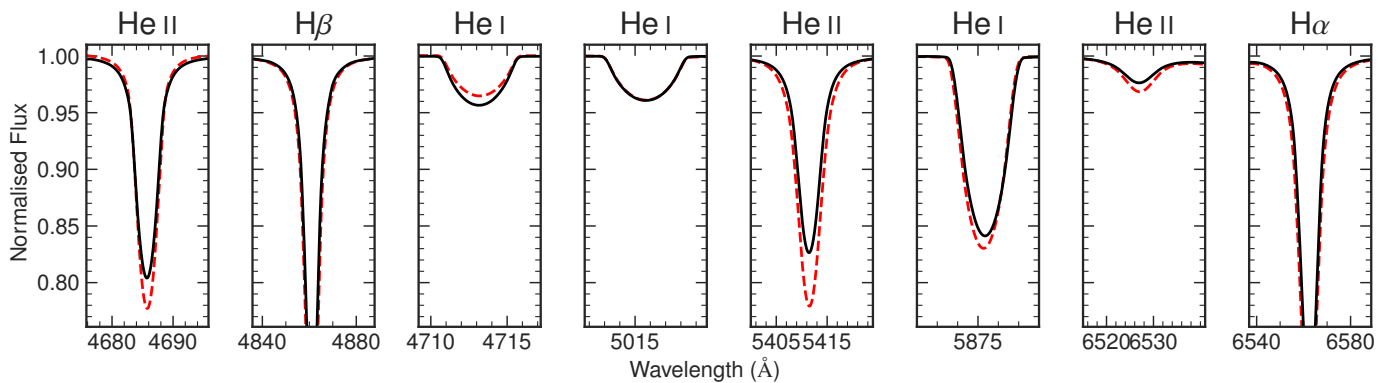 He II Hβ He I He I He II He I He II Hα
1.00
0.95
0.90
0.85
0.80
Normalised Flux
4680 4690 4840 4880 4710 4715 5015 5405 5415 5875 6520 6530 6540 6580
Wavelength (Å)